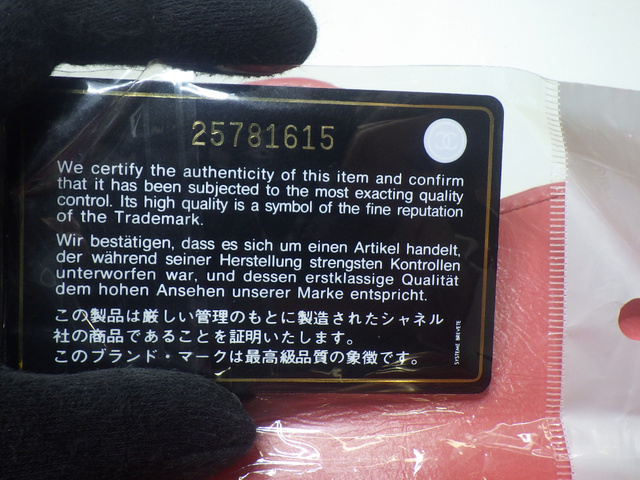 25781615
We certify the authenticity of this item and confirm
that it has been subjected to the most exacting quality
control. Its high quality is a symbol of the fine reputation
of the Trademark.
Wir bestätigen, dass es sich um einen Artikel handelt,
der während seiner Herstellung strengsten Kontrollen
unterworfen war, und dessen erstklassige Qualität
dem hohen Ansehen unserer Marke entspricht.
この製品は厳しい管理のもとに製造されたシャネル
社の商品であることを証明いたします。
このブランド・マークは最高級品質の象徴です。
SYSTEME BREVETE